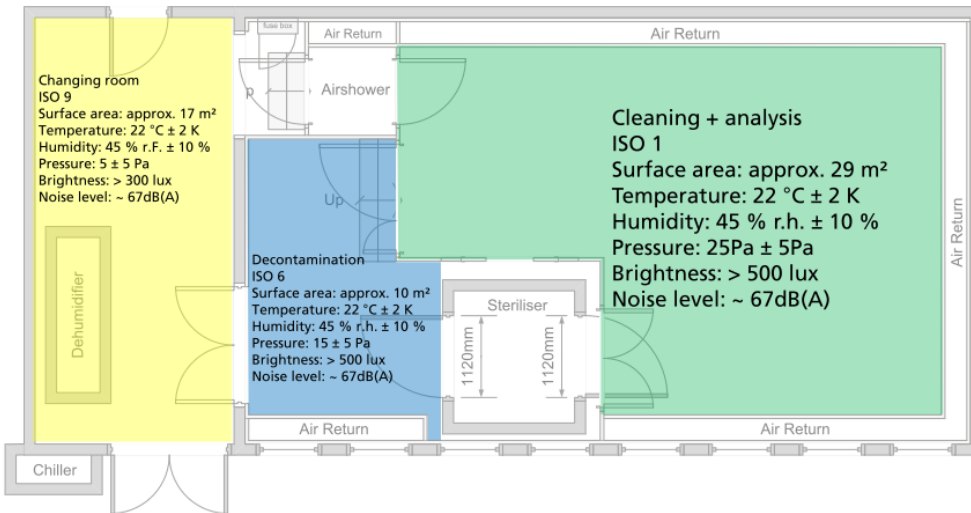 fuse box
Air Return
Air Return
Changing room
ISO 9
Surface area: approx. 17 m²
Temperature: 22 °C ± 2 K
Humidity: 45 % r.F. ± 10 %
Pressure: 5 ± 5 Pa
Brightness: > 300 lux
Noise level: ~ 67dB(A)
p
Airshower
Cleaning + analysis
ISO 1
Surface area: approx. 29 m²
Temperature: 22 °C ± 2 K
Humidity: 45 % r.h. ± 10 %
Pressure: 25Pa ± 5Pa
Brightness: > 500 lux
Noise level: ~ 67dB(A)
Air Return
Up
Decontamination
ISO 6
Surface area: approx. 10 m²
Temperature: 22 °C ± 2 K
Humidity: 45 % r.h. ± 10 %
Pressure: 15 ± 5 Pa
Brightness: > 500 lux
Noise level: ~ 67dB(A)
Dehumidifier
Steriliser
1120mm
1120mm
Air Return
Air Return
Chiller